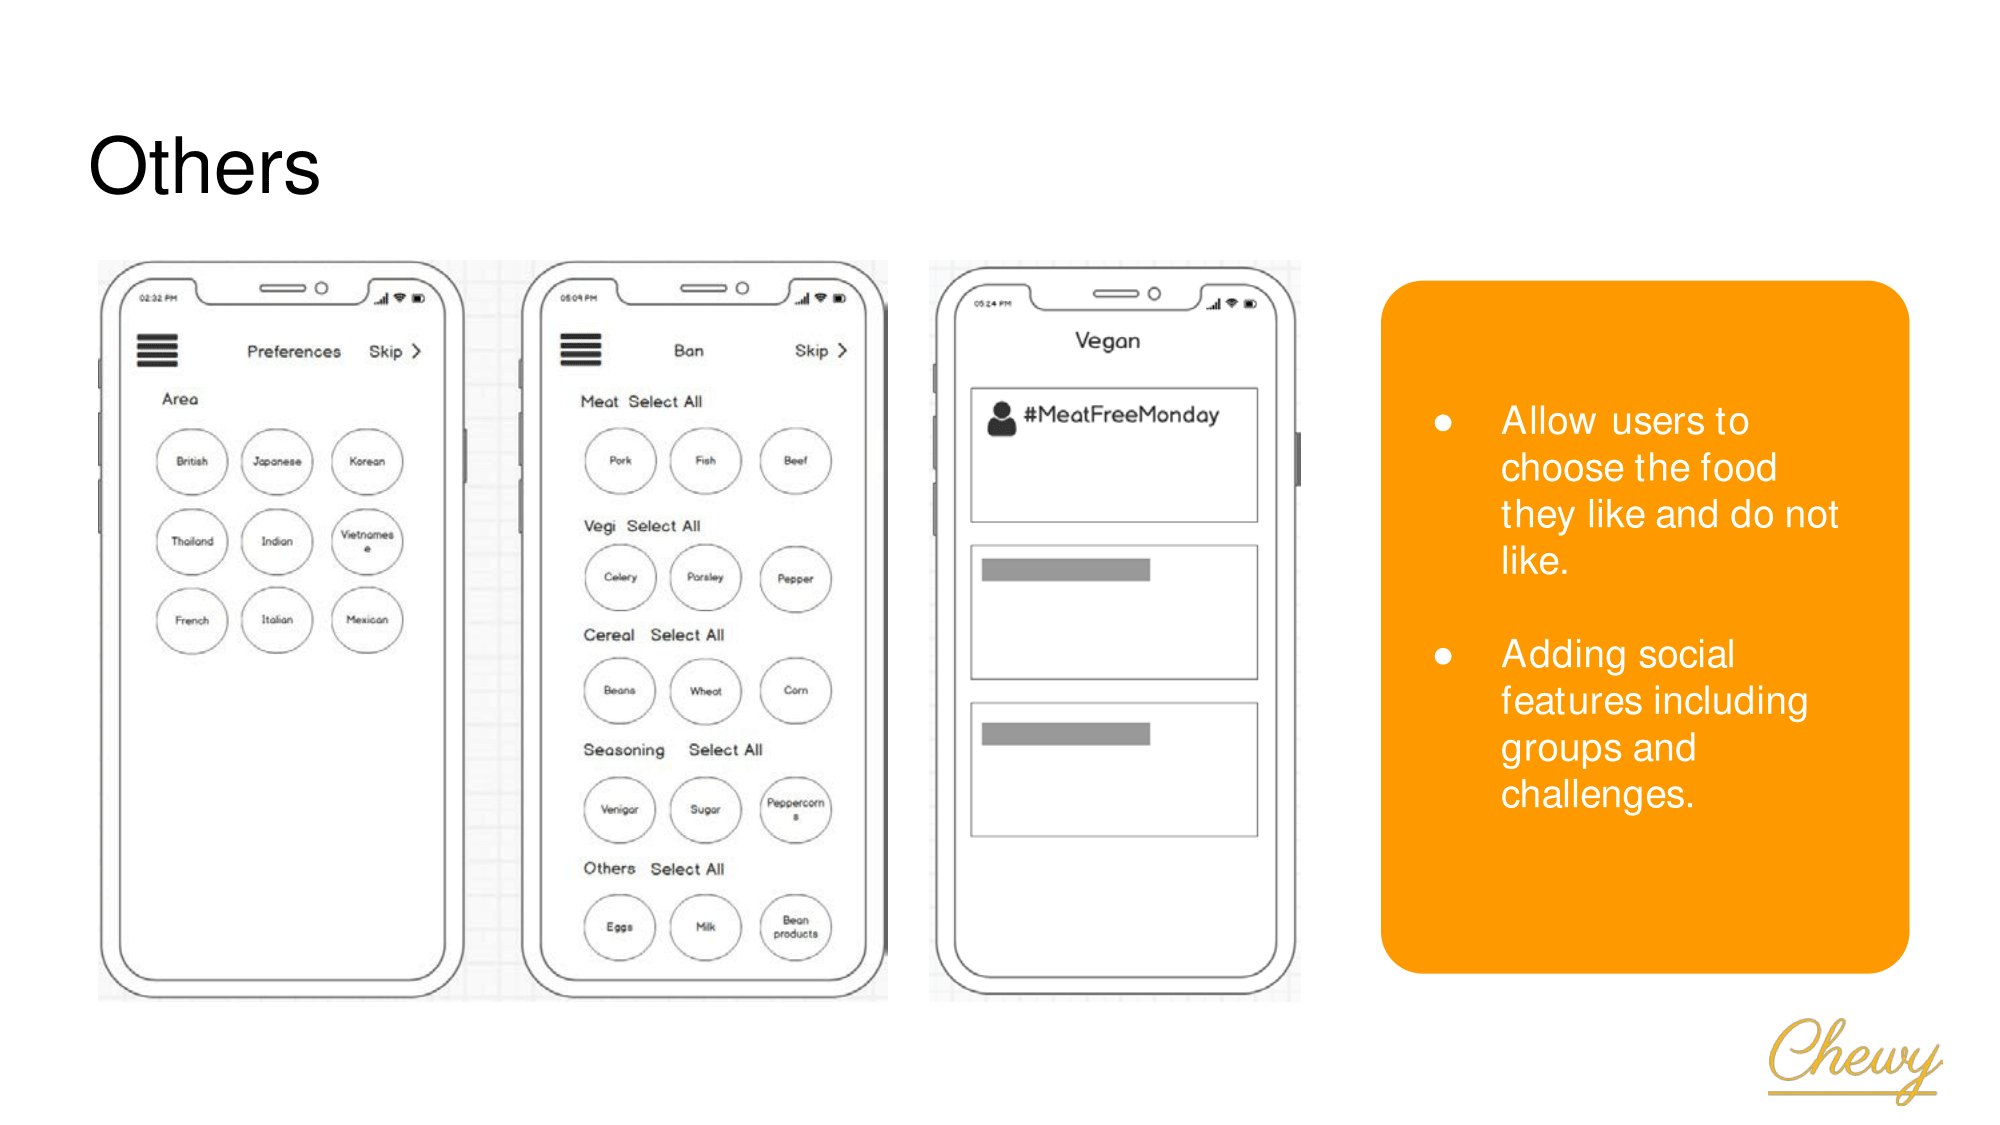 Others
02:32 PM
Preferences Skip
Area
British Japanese Korean
Thailand Indian Vietnames
e
French Italian Mexican
05:09 PM
Ban Skip
Meat Select All
Pork Fish Beef
Vegi Select All
Celery Parsley Pepper
Cereal Select All
Beans Wheat Corn
Seasoning Select All
Venigar Sugar Peppercorn
s
Others Select All
Eggs Milk Bean
products
05:24 PM
Vegan
#MeatFreeMonday
● Allow users to
choose the food
they like and do not
like.
● Adding social
features including
groups and
challenges.
Chewy